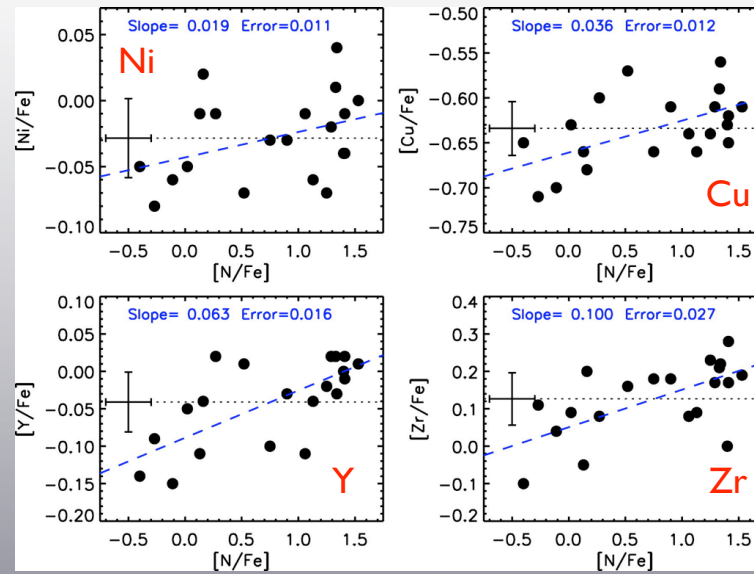 Slope= 0.019 Error=0.011
Ni
[Ni/Fe]
0.05
0.00
−0.05
−0.10
−0.5 0.0 0.5 1.0 1.5
[N/Fe]
Slope= 0.036 Error=0.012
Cu
[Cu/Fe]
−0.50
−0.55
−0.60
−0.65
−0.70
−0.75
−0.5 0.0 0.5 1.0 1.5
[N/Fe]
Slope= 0.063 Error=0.016
Y
[Y/Fe]
0.10
0.05
0.00
−0.05
−0.10
−0.15
−0.20
−0.5 0.0 0.5 1.0 1.5
[N/Fe]
Slope= 0.100 Error=0.027
Zr
[Zr/Fe]
0.4
0.3
0.2
0.1
0.0
−0.1
−0.2
−0.5 0.0 0.5 1.0 1.5
[N/Fe]